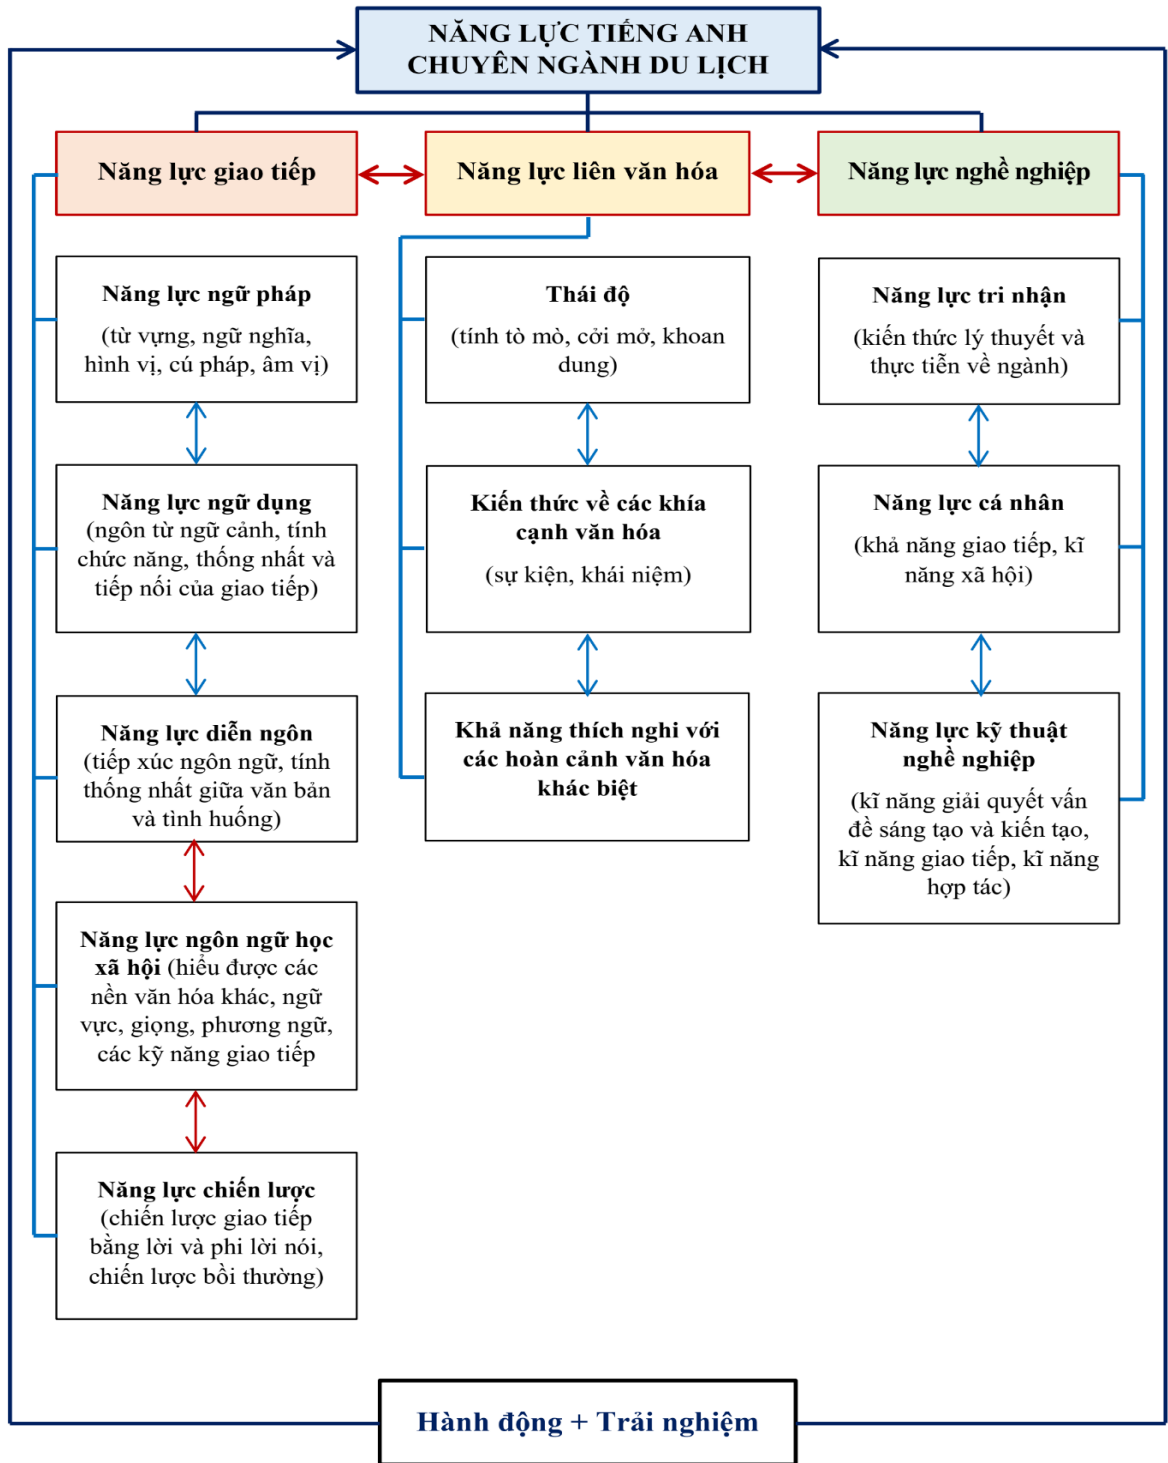 NĂNG LỰC TIẾNG ANH
CHUYÊN NGÀNH DU LỊCH
Năng lực giao tiếp
Năng lực liên văn hóa
Năng lực nghề nghiệp
Năng lực ngữ pháp
(từ vựng, ngữ nghĩa,
hình vị, cú pháp, âm vị)
Năng lực ngữ dụng
(ngôn từ ngữ cảnh, tính
chức năng, thống nhất và
tiếp nối của giao tiếp)
Năng lực diễn ngôn
(tiếp xúc ngôn ngữ, tính
thống nhất giữa văn bản
và tình huống)
Năng lực ngôn ngữ học
xã hội (hiểu được các
nền văn hóa khác, ngữ
vực, giọng, phương ngữ,
các kỹ năng giao tiếp
Năng lực chiến lược
(chiến lược giao tiếp
bằng lời và phi lời nói,
chiến lược bồi thường)
Thái độ
(tính tò mò, cởi mở, khoan
dung)
Kiến thức về các khía
cạnh văn hóa
(sự kiện, khái niệm)
Khả năng thích nghi với
các hoàn cảnh văn hóa
khác biệt
Năng lực tri nhận
(kiến thức lý thuyết và
thực tiễn về ngành)
Năng lực cá nhân
(khả năng giao tiếp, kĩ
năng xã hội)
Năng lực kỹ thuật
nghề nghiệp
(kĩ năng giải quyết vấn
đề sáng tạo và kiến tạo,
kĩ năng giao tiếp, kĩ năng
hợp tác)
Hành động + Trải nghiệm